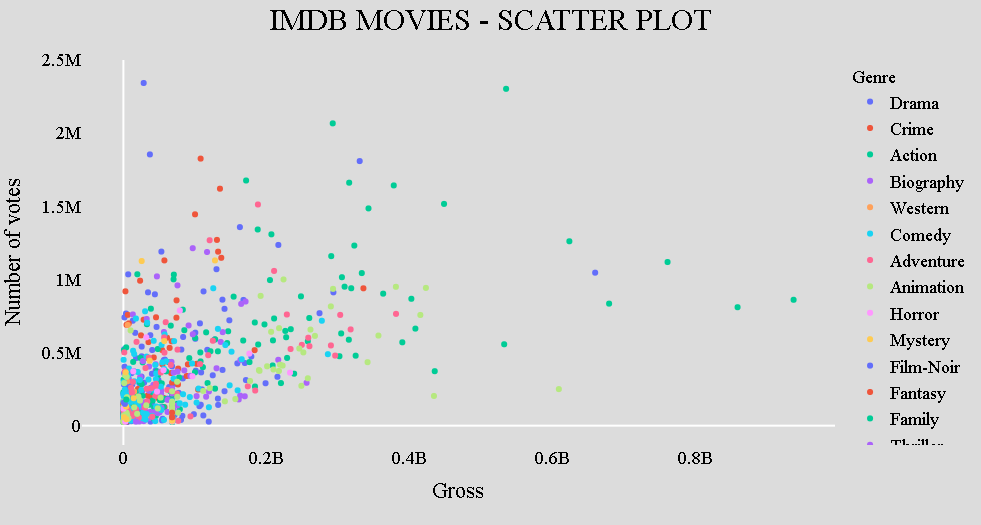 IMDB MOVIES - SCATTER PLOT
2.5M
2M
1.5M
1M
0.5M
0
Number of votes
0 0.2B 0.4B 0.6B 0.8B
Gross
Genre
Drama
Crime
Action
Biography
Western
Comedy
Adventure
Animation
Horror
Mystery
Film-Noir
Fantasy
Family